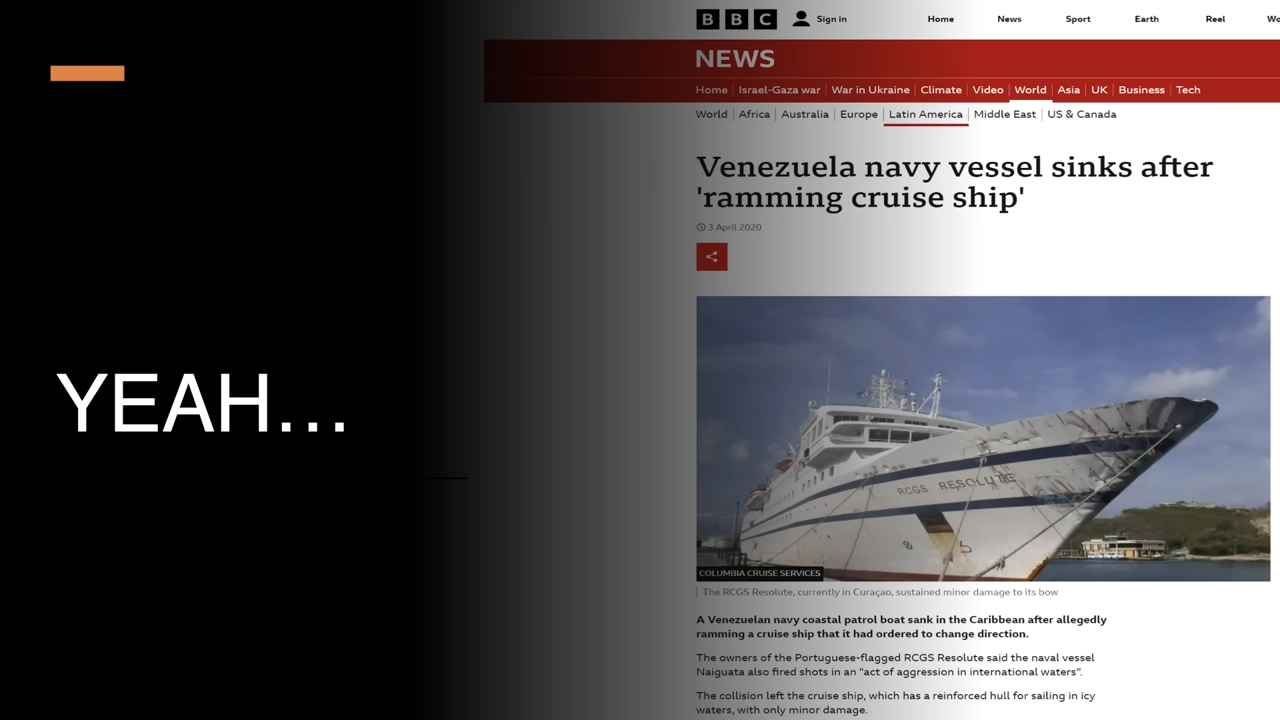 BBC Sign in Home News Sport Earth Reel
NEWS
Home Israel-Gaza war War in Ukraine Climate Video World Asia UK Business Tech
World Africa Australia Europe Latin America Middle East US & Canada
Venezuela navy vessel sinks after
'ramming cruise ship'
3 April 2020
YEAH...
RCGS RESOLUTE
COLUMBIA CRUISE SERVICES
The RCGS Resolute, currently in Curaçao, sustained minor damage to its bow
A Venezuelan navy coastal patrol boat sank in the Caribbean after allegedly
ramming a cruise ship that it had ordered to change direction.
The owners of the Portuguese-flagged RCGS Resolute said the naval vessel
Naiguata also fired shots in an "act of aggression in international waters".
The collision left the cruise ship, which has a reinforced hull for sailing in icy
waters, with only minor damage.